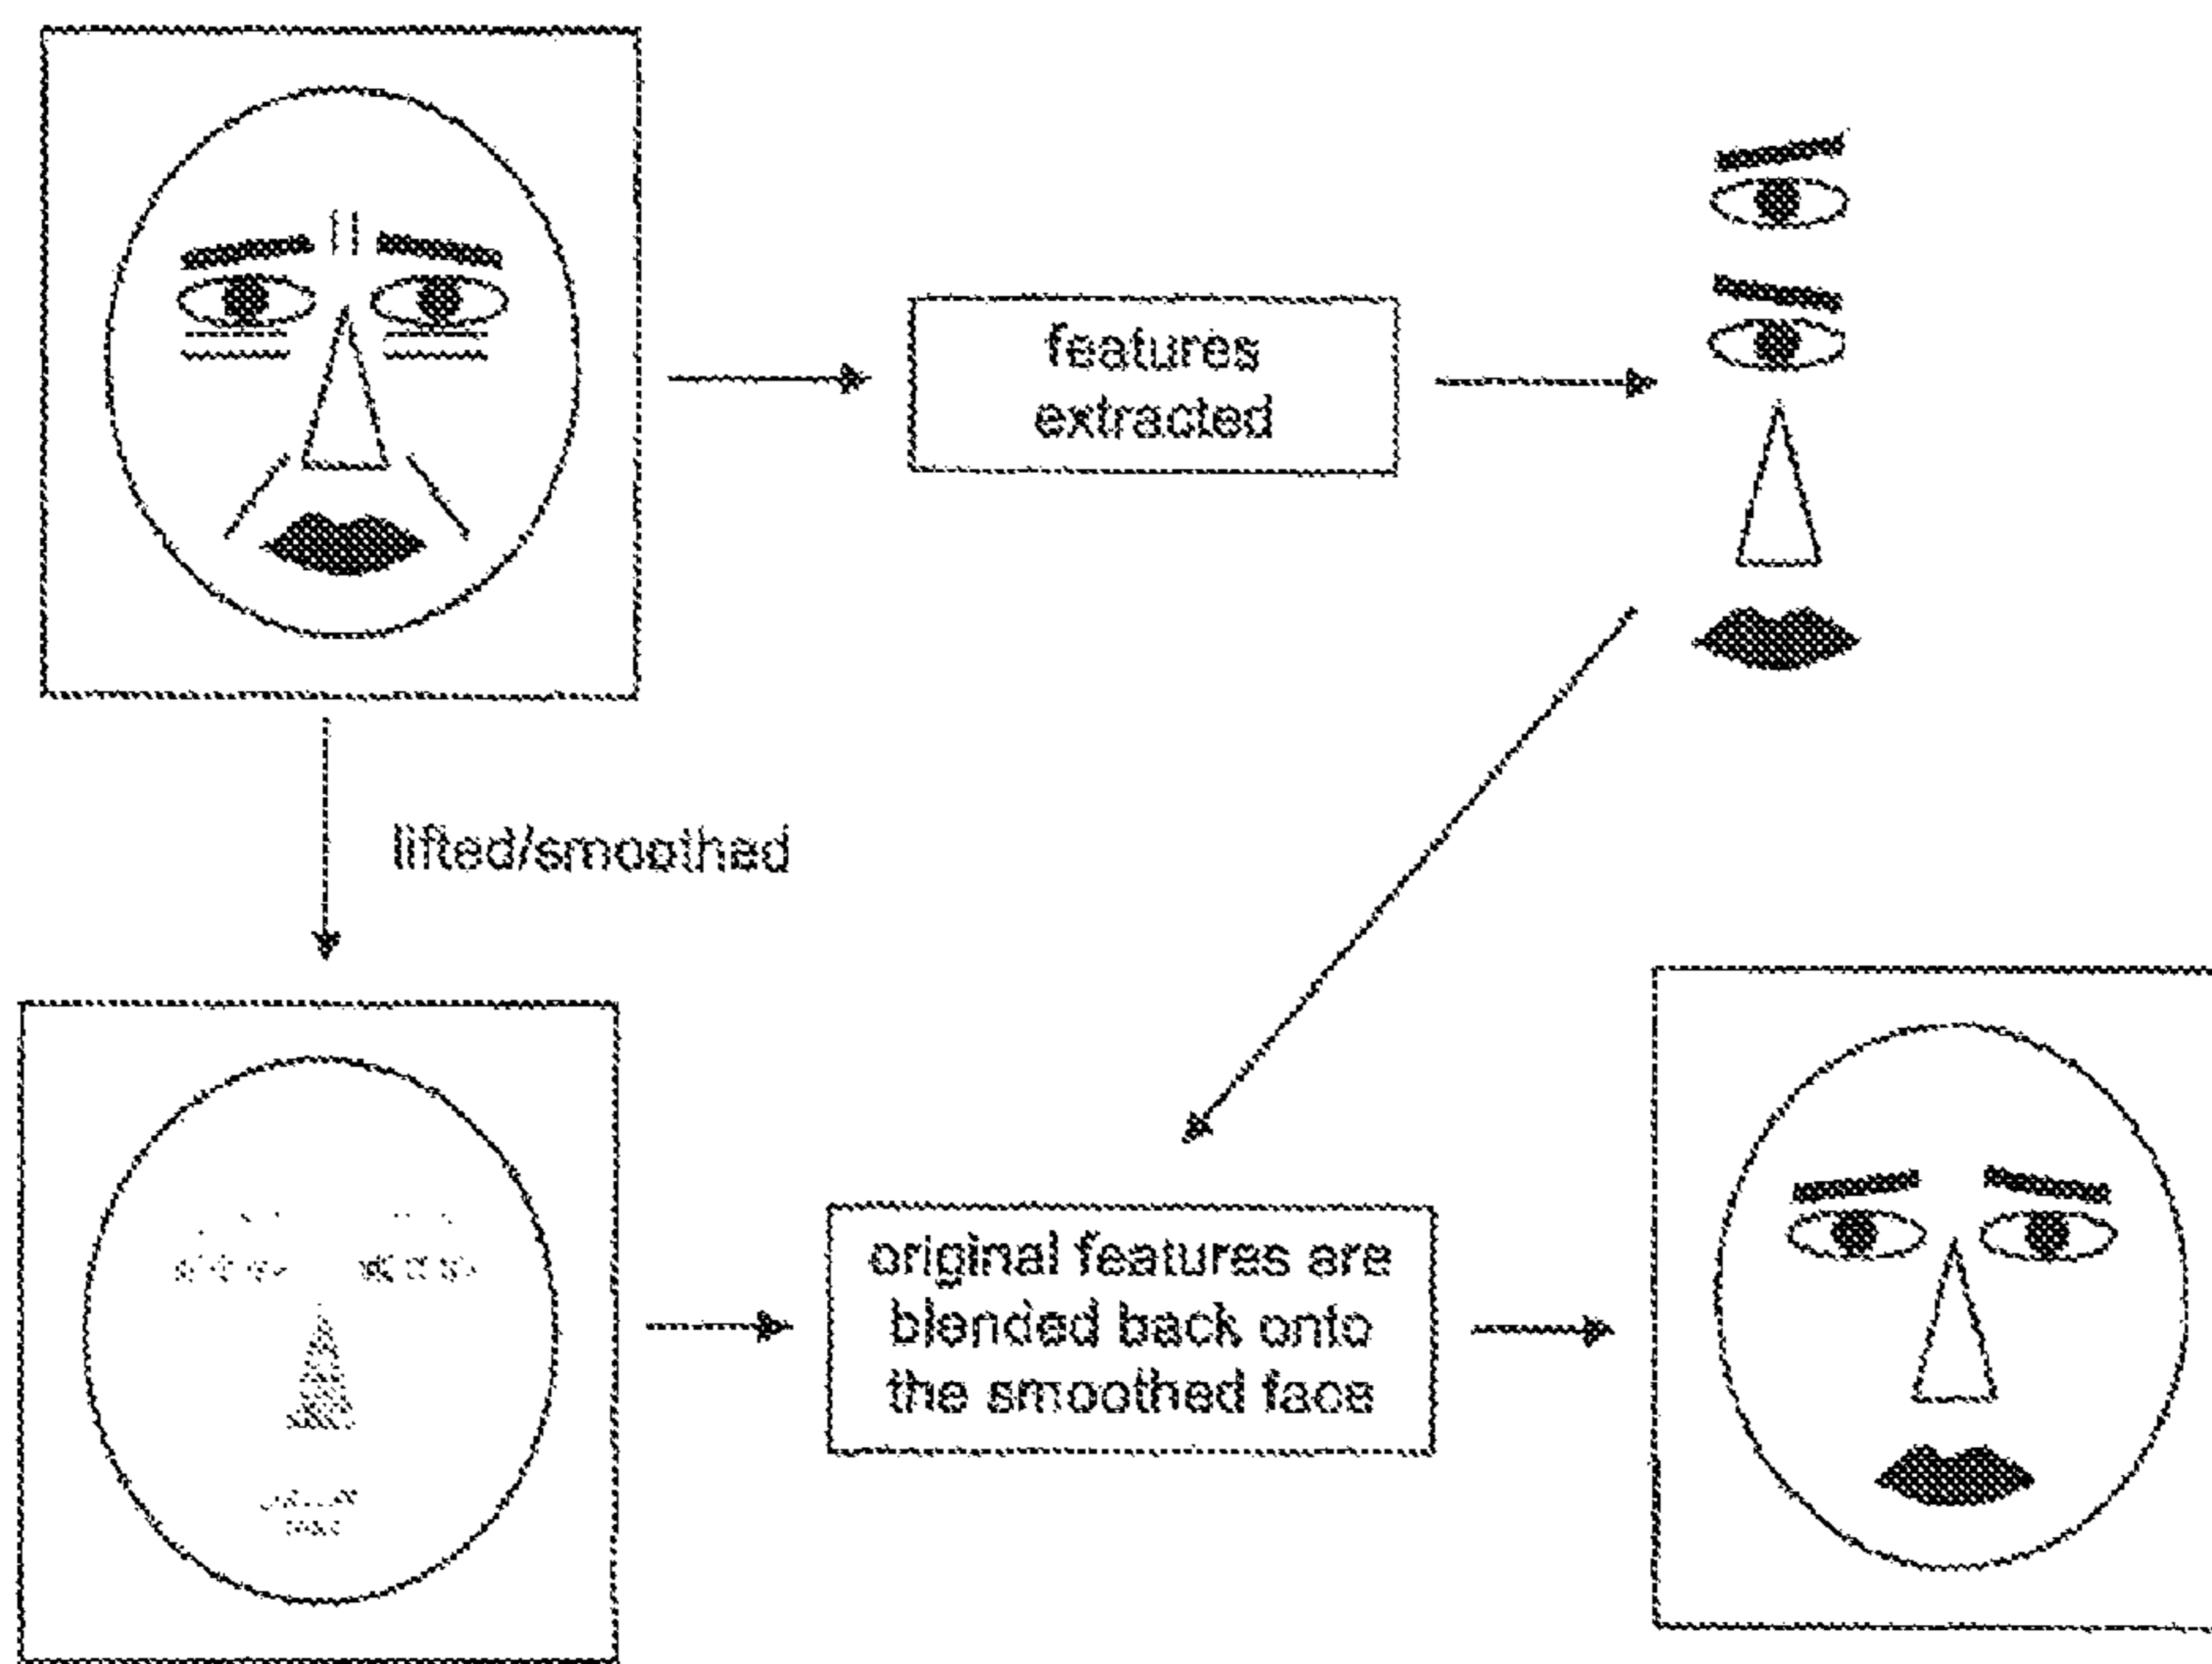 features
extracted
lifted/smoothed
original features are
blended back onto
the smoothed face